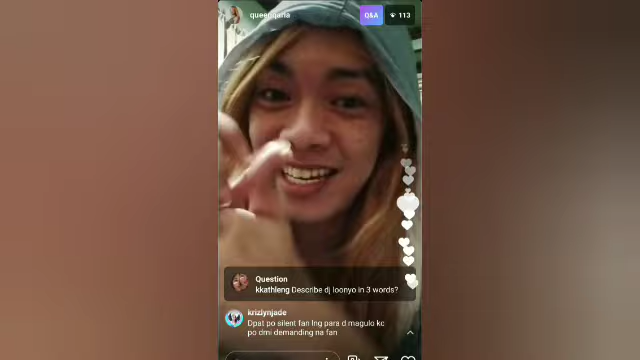 queenqiana
Q&A
113
Question
kkathleng Describe dj loonyo in 3 words?
krizlynjade
Dpat po silent fan lng para d magulo kc
po dmi demanding na fan